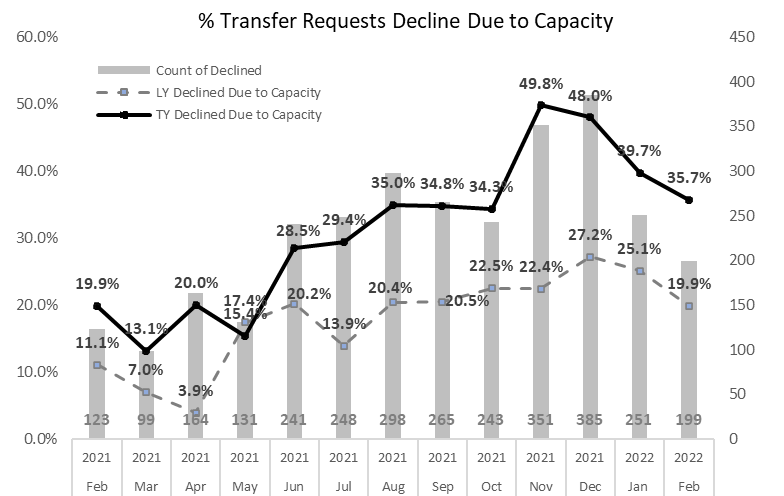 % Transfer Requests Decline Due to Capacity
60.0%
50.0%
40.0%
30.0%
20.0%
10.0%
0.0%
450
400
350
300
250
200
150
100
50
0
Count of Declined
LY Declined Due to Capacity
TY Declined Due to Capacity
19.9% 13.1% 20.0% 15.4% 28.5% 29.4% 35.0% 34.8% 34.3% 49.8% 48.0% 39.7% 35.7%
11.1% 7.0% 3.9% 17.4% 20.2% 13.9% 20.4% 20.5% 22.5% 22.4% 27.2% 25.1% 19.9%
123 99 164 131 241 248 298 265 243 351 385 251 199
2021 2021 2021 2021 2021 2021 2021 2021 2021 2021 2021 2022 2022
Feb Mar Apr May Jun Jul Aug Sep Oct Nov Dec Jan Feb